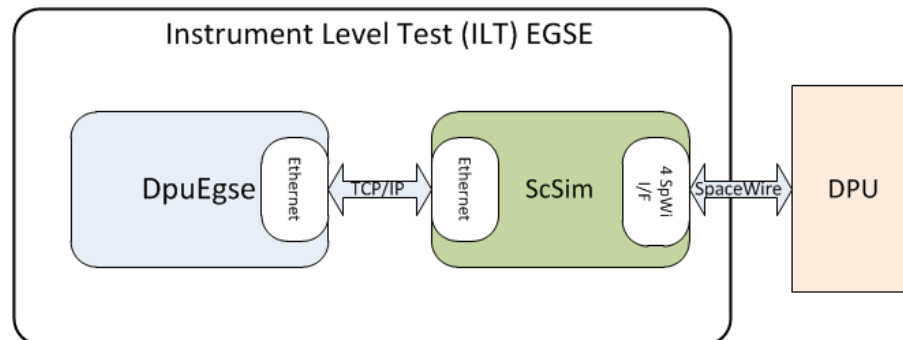 Instrument Level Test (ILT) EGSE
DpuEgse
Ethernet
TCP/IP
Ethernet
ScSim
4 SpWi
I/F
SpaceWire
DPU